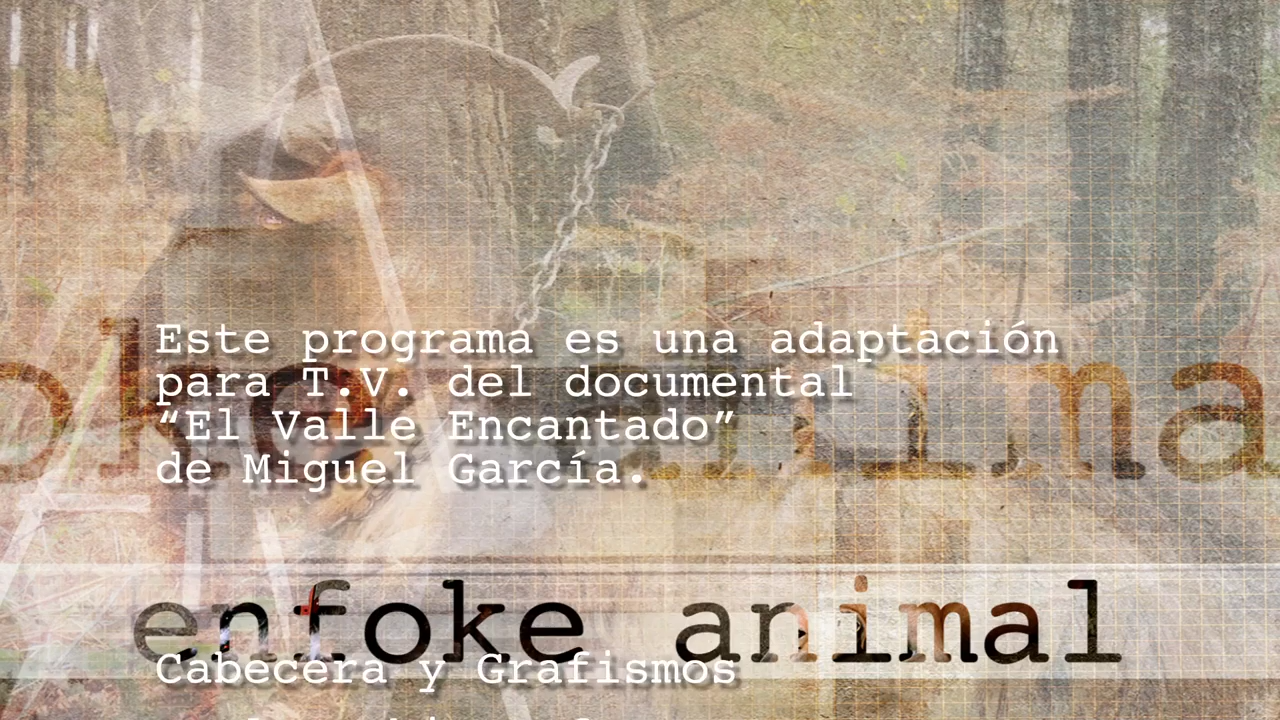 Este programa es una adaptación
para T.V. del documental
“El Valle Encantado”
de Miguel García.
enfoke animal
Cabecera y Grafismos